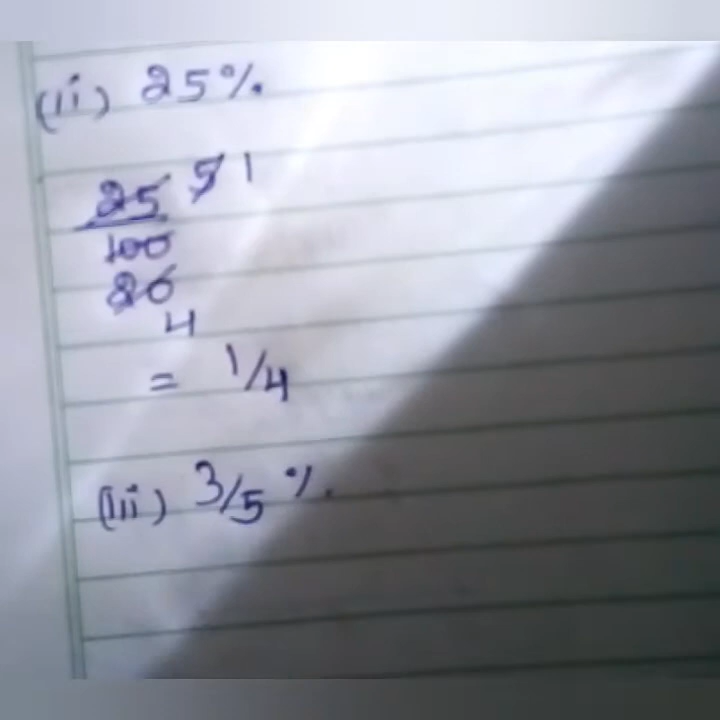 (ii) 25%.
25 5 1
100
20
4
= 1/4
(iii) 3/5 %.